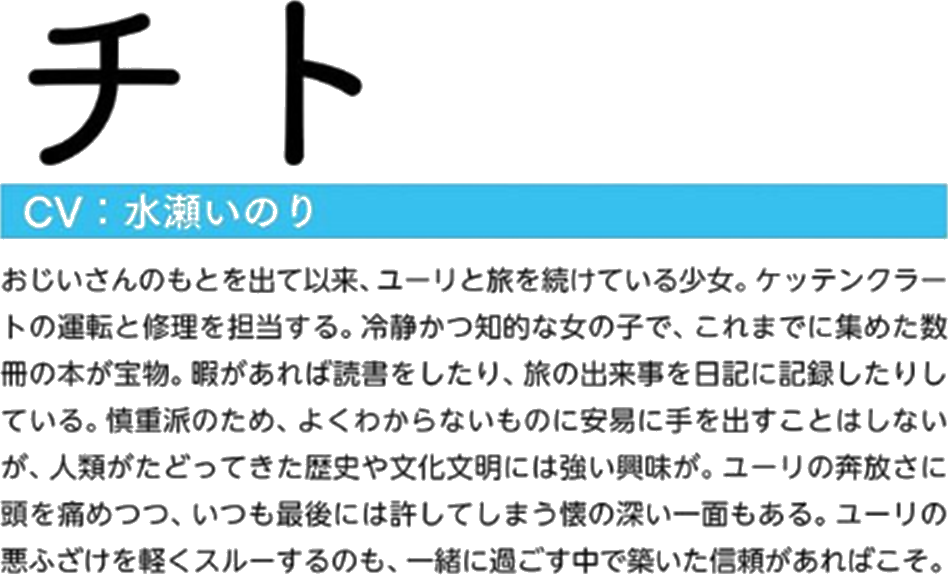 チト
CV：水瀬いのり
おじいさんのもとを出て以来、ユーリと旅を続けている少女。ケッテンクラー
トの運転と修理を担当する。冷静かつ知的な女の子で、これまでに集めた数
冊の本が宝物。暇があれば読書をしたり、旅の出来事を日記に記録したりし
ている。慎重派のため、よくわからないものに安易に手を出すことはしない
が、人類がたどってきた歴史や文化文明には強い興味が。ユーリの奔放さに
頭を痛めつつ、いつも最後には許してしまう懐の深い一面もある。ユーリの
悪ふざけを軽くスルーするのも、一緒に過ごす中で築いた信頼があればこそ。